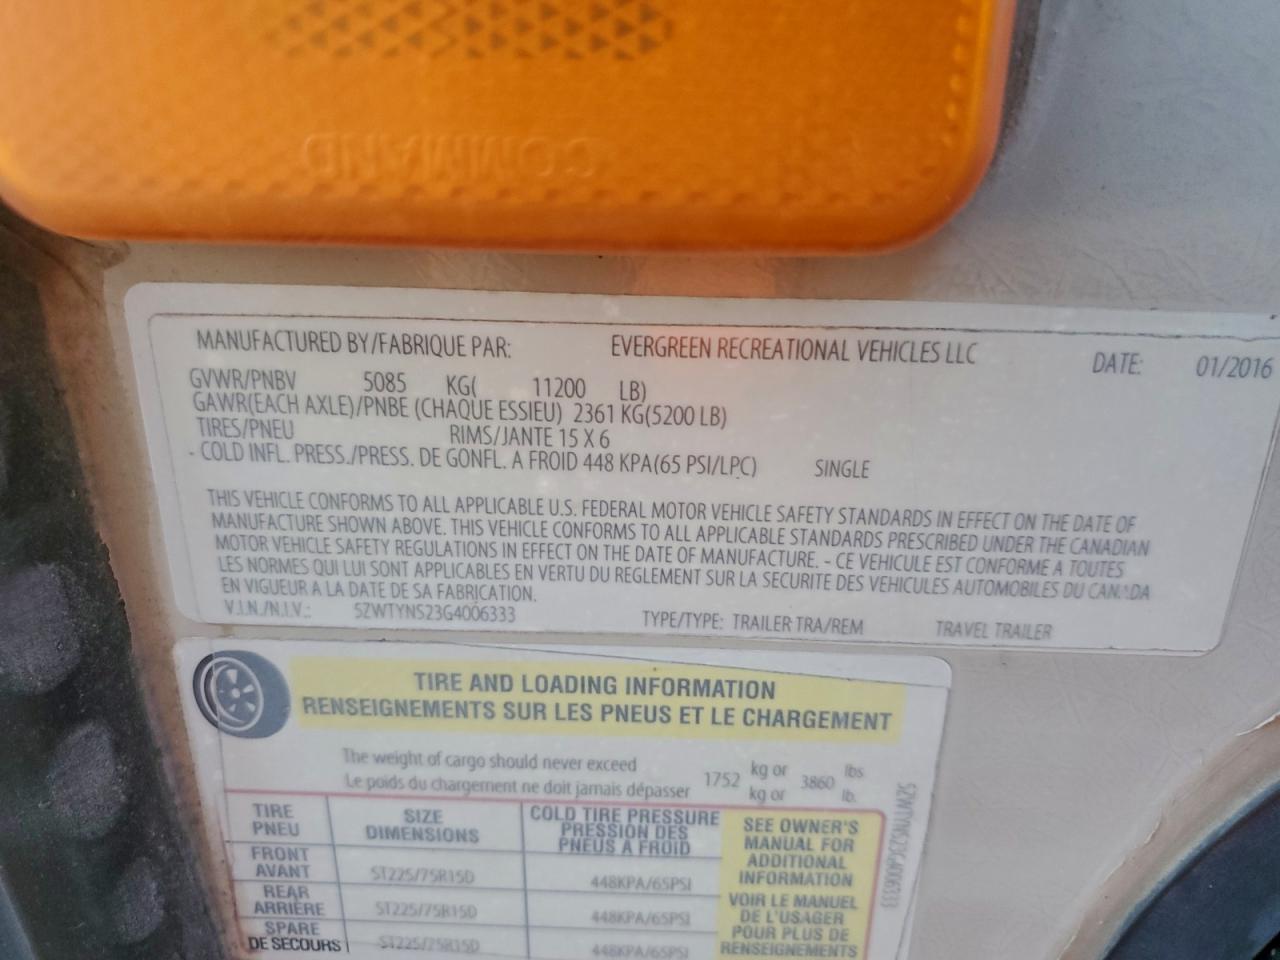 COMMAND
MANUFACTURED BY/FABRIQUE PAR: EVERGREEN RECREATIONAL VEHICLES LLC DATE: 01/2016
GVWR/PNBV 5085 KG( 11200 LB)
GAWR(EACH AXLE)/PNBE (CHAQUE ESSIEU) 2361 KG(5200 LB)
TIRES/PNEU RIMS/JANTE 15 X 6
- COLD INFL. PRESS./PRESS. DE GONFL. A FROID 448 KPA(65 PSI/LPC) SINGLE
THIS VEHICLE CONFORMS TO ALL APPLICABLE U.S. FEDERAL MOTOR VEHICLE SAFETY STANDARDS IN EFFECT ON THE DATE OF
MANUFACTURE SHOWN ABOVE. THIS VEHICLE CONFORMS TO ALL APPLICABLE STANDARDS PRESCRIBED UNDER THE CANADIAN
MOTOR VEHICLE SAFETY REGULATIONS IN EFFECT ON THE DATE OF MANUFACTURE. - CE VEHICULE EST CONFORME A TOUTES
LES NORMES QUI LUI SONT APPLICABLES EN VERTU DU REGLEMENT SUR LA SECURITE DES VEHICULES AUTOMOBILES DU CANADA
EN VIGUEUR A LA DATE DE SA FABRICATION.
V.I.N./N.I.V.: 5ZWTYNS23G4006333 TYPE/TYPE: TRAILER TRA/REM TRAVEL TRAILER
TIRE AND LOADING INFORMATION
RENSEIGNEMENTS SUR LES PNEUS ET LE CHARGEMENT
The weight of cargo should never exceed 1752 kg or 3860 lbs
Le poids du chargement ne doit jamais dépasser kg or lb.
TIRE
PNEU
SIZE
DIMENSIONS
COLD TIRE PRESSURE
PRESSION DES
PNEUS A FROID
FRONT
AVANT
ST225/75R15D
448KPA/65PSI
REAR
ARRIÈRE
ST225/75R15D
448KPA/65PSI
SPARE
DE SECOURS
ST225/75R15D
448KPA/65PSI
SEE OWNER'S
MANUAL FOR
ADDITIONAL
INFORMATION
VOIR LE MANUEL
DE L'USAGER
POUR PLUS DE
RENSEIGNEMENTS
5ZWTYNS23G4006333